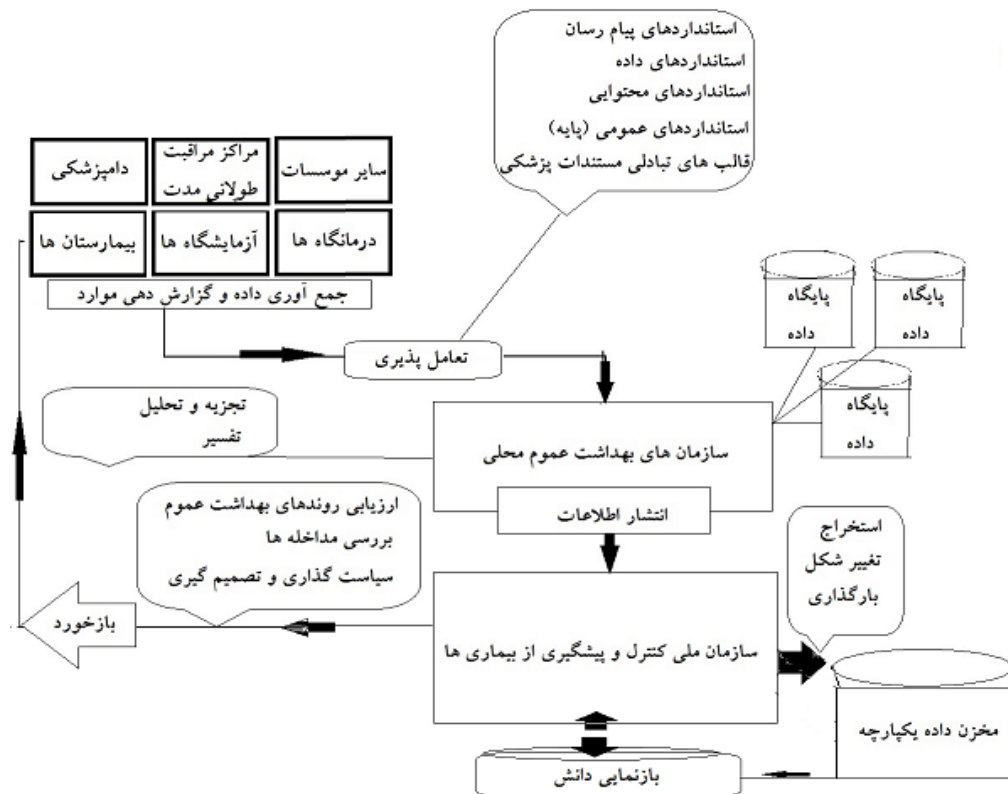 استانداردهای پیام رسان
استانداردهای داده
استانداردهای محتوایی
استانداردهای عمومی (پایه)
قالب های تبادلی مستندات پزشکی
سایر موسسات
مراکز مراقبت
طولانی مدت
دامپزشکی
درمانگاه ها
آزمایشگاه ها
بیمارستان ها
جمع آوری داده و گزارش دهی موارد
تعامل پذیری
پایگاه
داده
پایگاه
داده
پایگاه
داده
سازمان های بهداشت عموم محلی
تجزیه و تحلیل
تفسیر
انتشار اطلاعات
ارزیابی روندهای بهداشت عموم
بررسی مداخله ها
سیاست گذاری و تصمیم گیری
استخراج
تغییر شکل
بارگذاری
بازخورد
سازمان ملی کنترل و پیشگیری از بیماری ها
مخزن داده یکپارچه
بازنمایی دانش